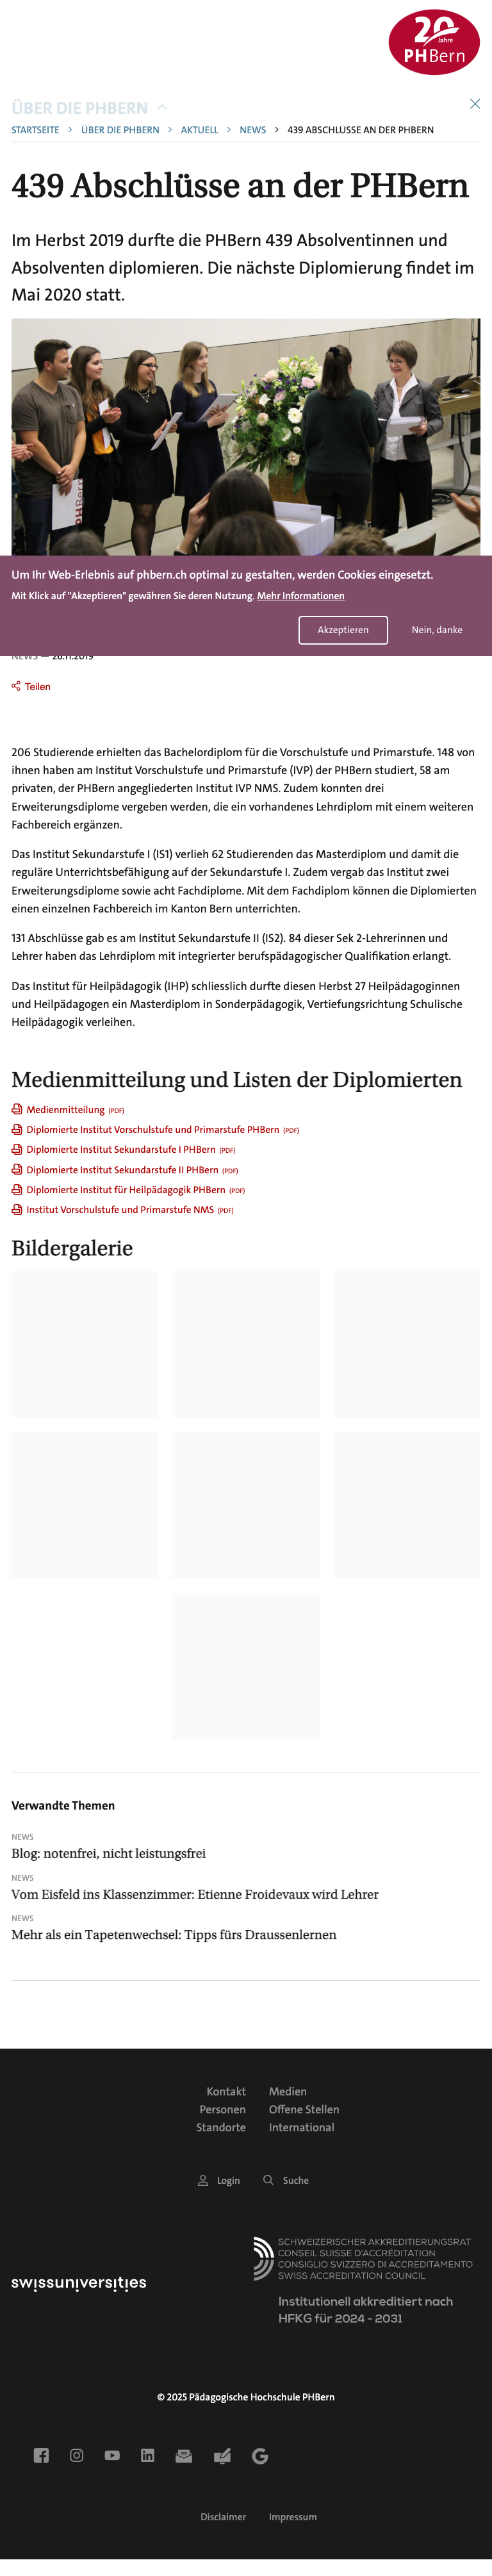 20
Jahre
PHBern
ÜBER DIE PHBERN
STARTSEITE > ÜBER DIE PHBERN > AKTUELL > NEWS > 439 ABSCHLÜSSE AN DER PHBERN
439 Abschlüsse an der PHBern
Im Herbst 2019 durfte die PHBern 439 Absolventinnen und
Absolventen diplomieren. Die nächste Diplomierung findet im
Mai 2020 statt.
PHBern
Um Ihr Web-Erlebnis auf phbern.ch optimal zu gestalten, werden Cookies eingesetzt.
Mit Klick auf "Akzeptieren" gewähren Sie deren Nutzung. Mehr Informationen
Akzeptieren Nein, danke
NEWS — 26.11.2019
Teilen
206 Studierende erhielten das Bachelordiplom für die Vorschulstufe und Primarstufe. 148 von
ihnen haben am Institut Vorschulstufe und Primarstufe (IVP) der PHBern studiert, 58 am
privaten, der PHBern angegliederten Institut IVP NMS. Zudem konnten drei
Erweiterungsdiplome vergeben werden, die ein vorhandenes Lehrdiplom mit einem weiteren
Fachbereich ergänzen.
Das Institut Sekundarstufe I (IS1) verlieh 62 Studierenden das Masterdiplom und damit die
reguläre Unterrichtsbefähigung auf der Sekundarstufe I. Zudem vergab das Institut zwei
Erweiterungsdiplome sowie acht Fachdiplome. Mit dem Fachdiplom können die Diplomierten
einen einzelnen Fachbereich im Kanton Bern unterrichten.
131 Abschlüsse gab es am Institut Sekundarstufe II (IS2). 84 dieser Sek 2-Lehrerinnen und
Lehrer haben das Lehrdiplom mit integrierter berufspädagogischer Qualifikation erlangt.
Das Institut für Heilpädagogik (IHP) schliesslich durfte diesen Herbst 27 Heilpädagoginnen
und Heilpädagogen ein Masterdiplom in Sonderpädagogik, Vertiefungsrichtung Schulische
Heilpädagogik verleihen.
Medienmitteilung und Listen der Diplomierten
Medienmitteilung (PDF)
Diplomierte Institut Vorschulstufe und Primarstufe PHBern (PDF)
Diplomierte Institut Sekundarstufe I PHBern (PDF)
Diplomierte Institut Sekundarstufe II PHBern (PDF)
Diplomierte Institut für Heilpädagogik PHBern (PDF)
Institut Vorschulstufe und Primarstufe NMS (PDF)
Bildergalerie
Verwandte Themen
NEWS
Blog: notenfrei, nicht leistungsfrei
NEWS
Vom Eisfeld ins Klassenzimmer: Etienne Froidevaux wird Lehrer
NEWS
Mehr als ein Tapetenwechsel: Tipps fürs Draussenlernen
Kontakt Medien
Personen Offene Stellen
Standorte International
Login Suche
SCHWEIZERISCHER AKKREDITIERUNGSRAT
CONSEIL SUISSE D'ACCRÉDITATION
CONSIGLIO SVIZZERO DI ACCREDITAMENTO
SWISS ACCREDITATION COUNCIL
swissuniversities
Institutionell akkreditiert nach
HFKG für 2024 - 2031
© 2025 Pädagogische Hochschule PHBern
Disclaimer Impressum